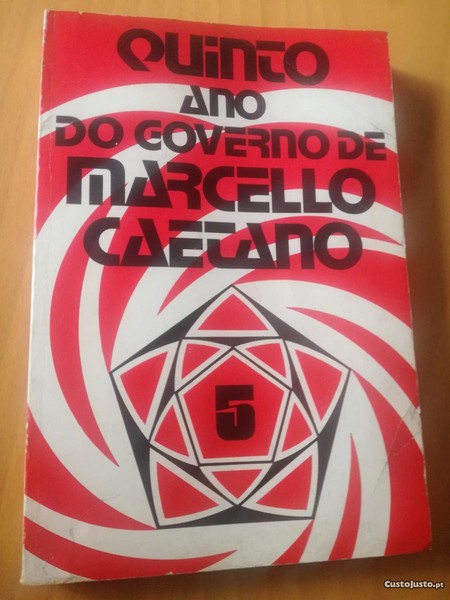 QUINTO
ANO
DO GOVERNO DE
MARCELLO
CAETANO
5
CustoJusto.pt